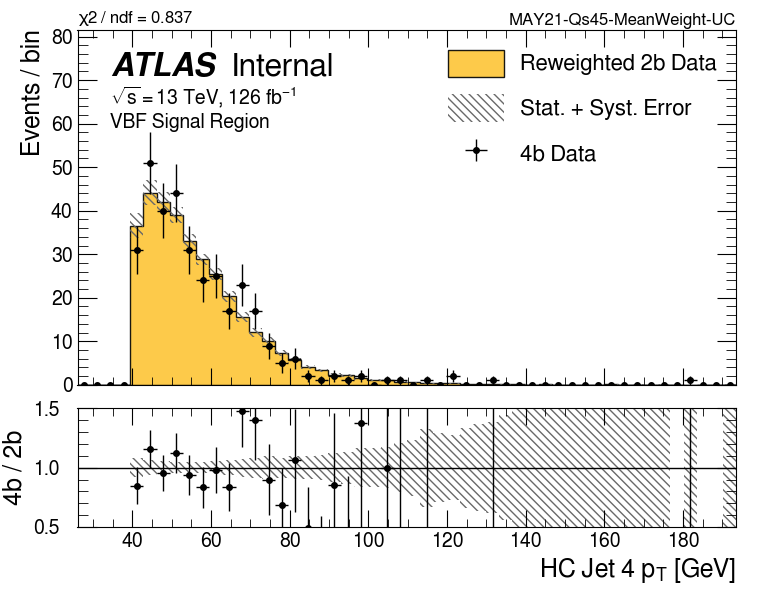 χ2 / ndf = 0.837
MAY21-Qs45-MeanWeight-UC
Events / bin
80
70
60
50
40
30
20
10
0
ATLAS Internal
√s = 13 TeV, 126 fb⁻¹
VBF Signal Region
Reweighted 2b Data
Stat. + Syst. Error
4b Data
4b / 2b
1.5
1.0
0.5
40 60 80 100 120 140 160 180
HC Jet 4 pT [GeV]